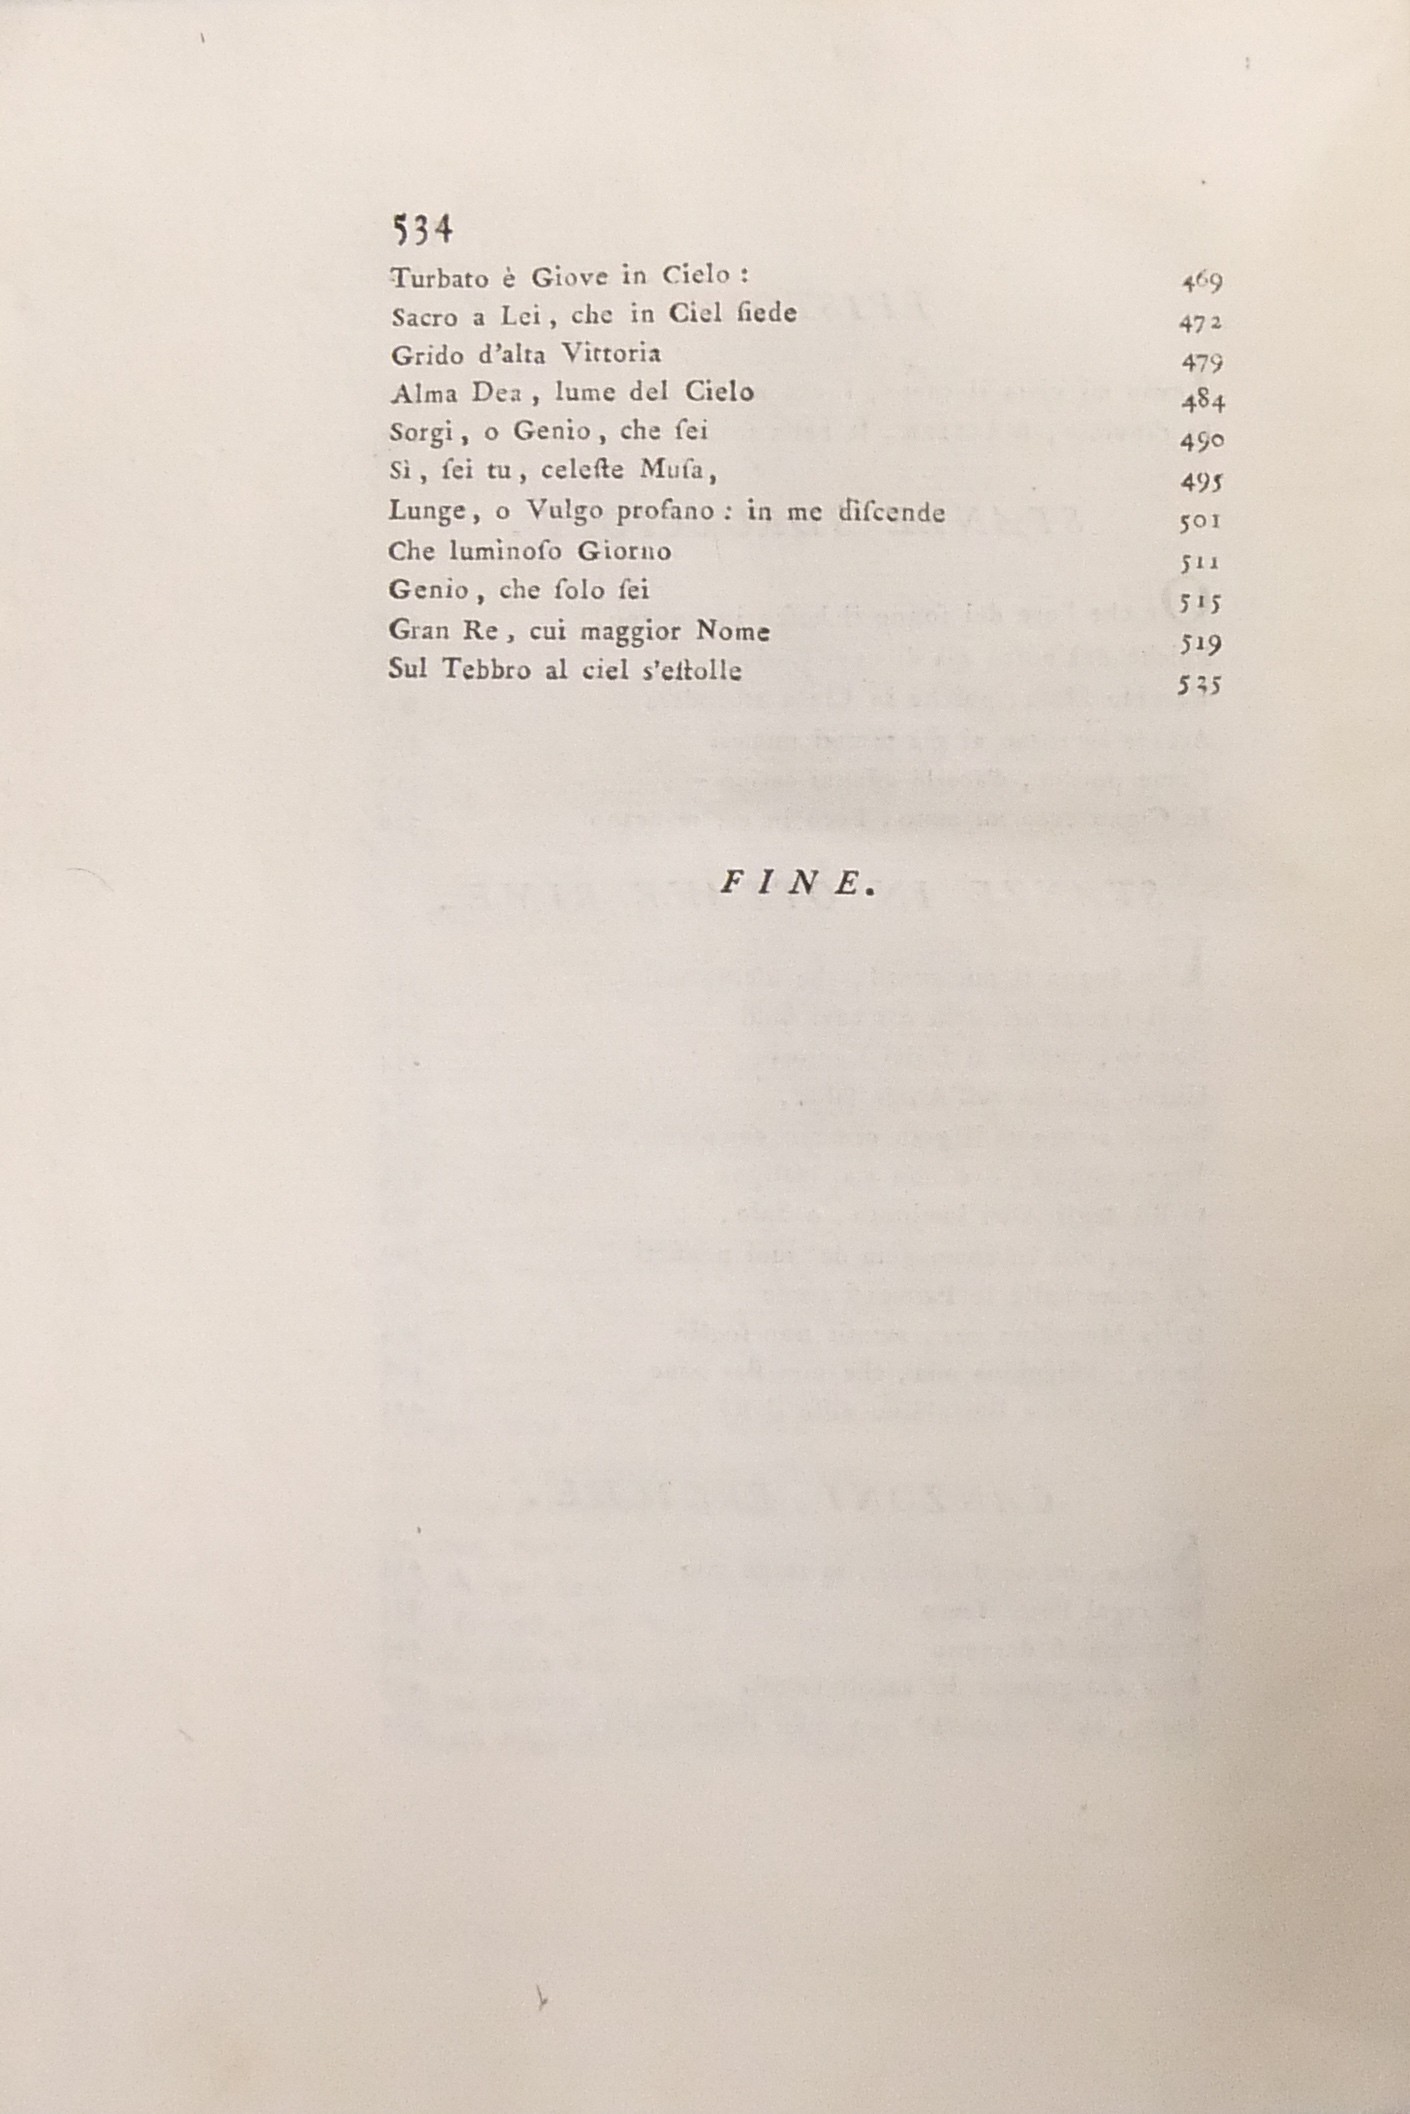 534
Turbato è Giove in Cielo : 469
Sacro a Lei , che in Ciel ſiede 472
Grido d'alta Vittoria 479
Alma Dea , lume del Cielo 484
Sorgi , o Genio , che ſei 490
Sì , ſei tu , celeſte Muſa , 495
Lunge , o Vulgo profano : in me diſcende 501
Che luminoſo Giorno 511
Genio , che ſolo ſei 515
Gran Re , cui maggior Nome 519
Sul Tebbro al ciel s'eſtolle 525
FINE.